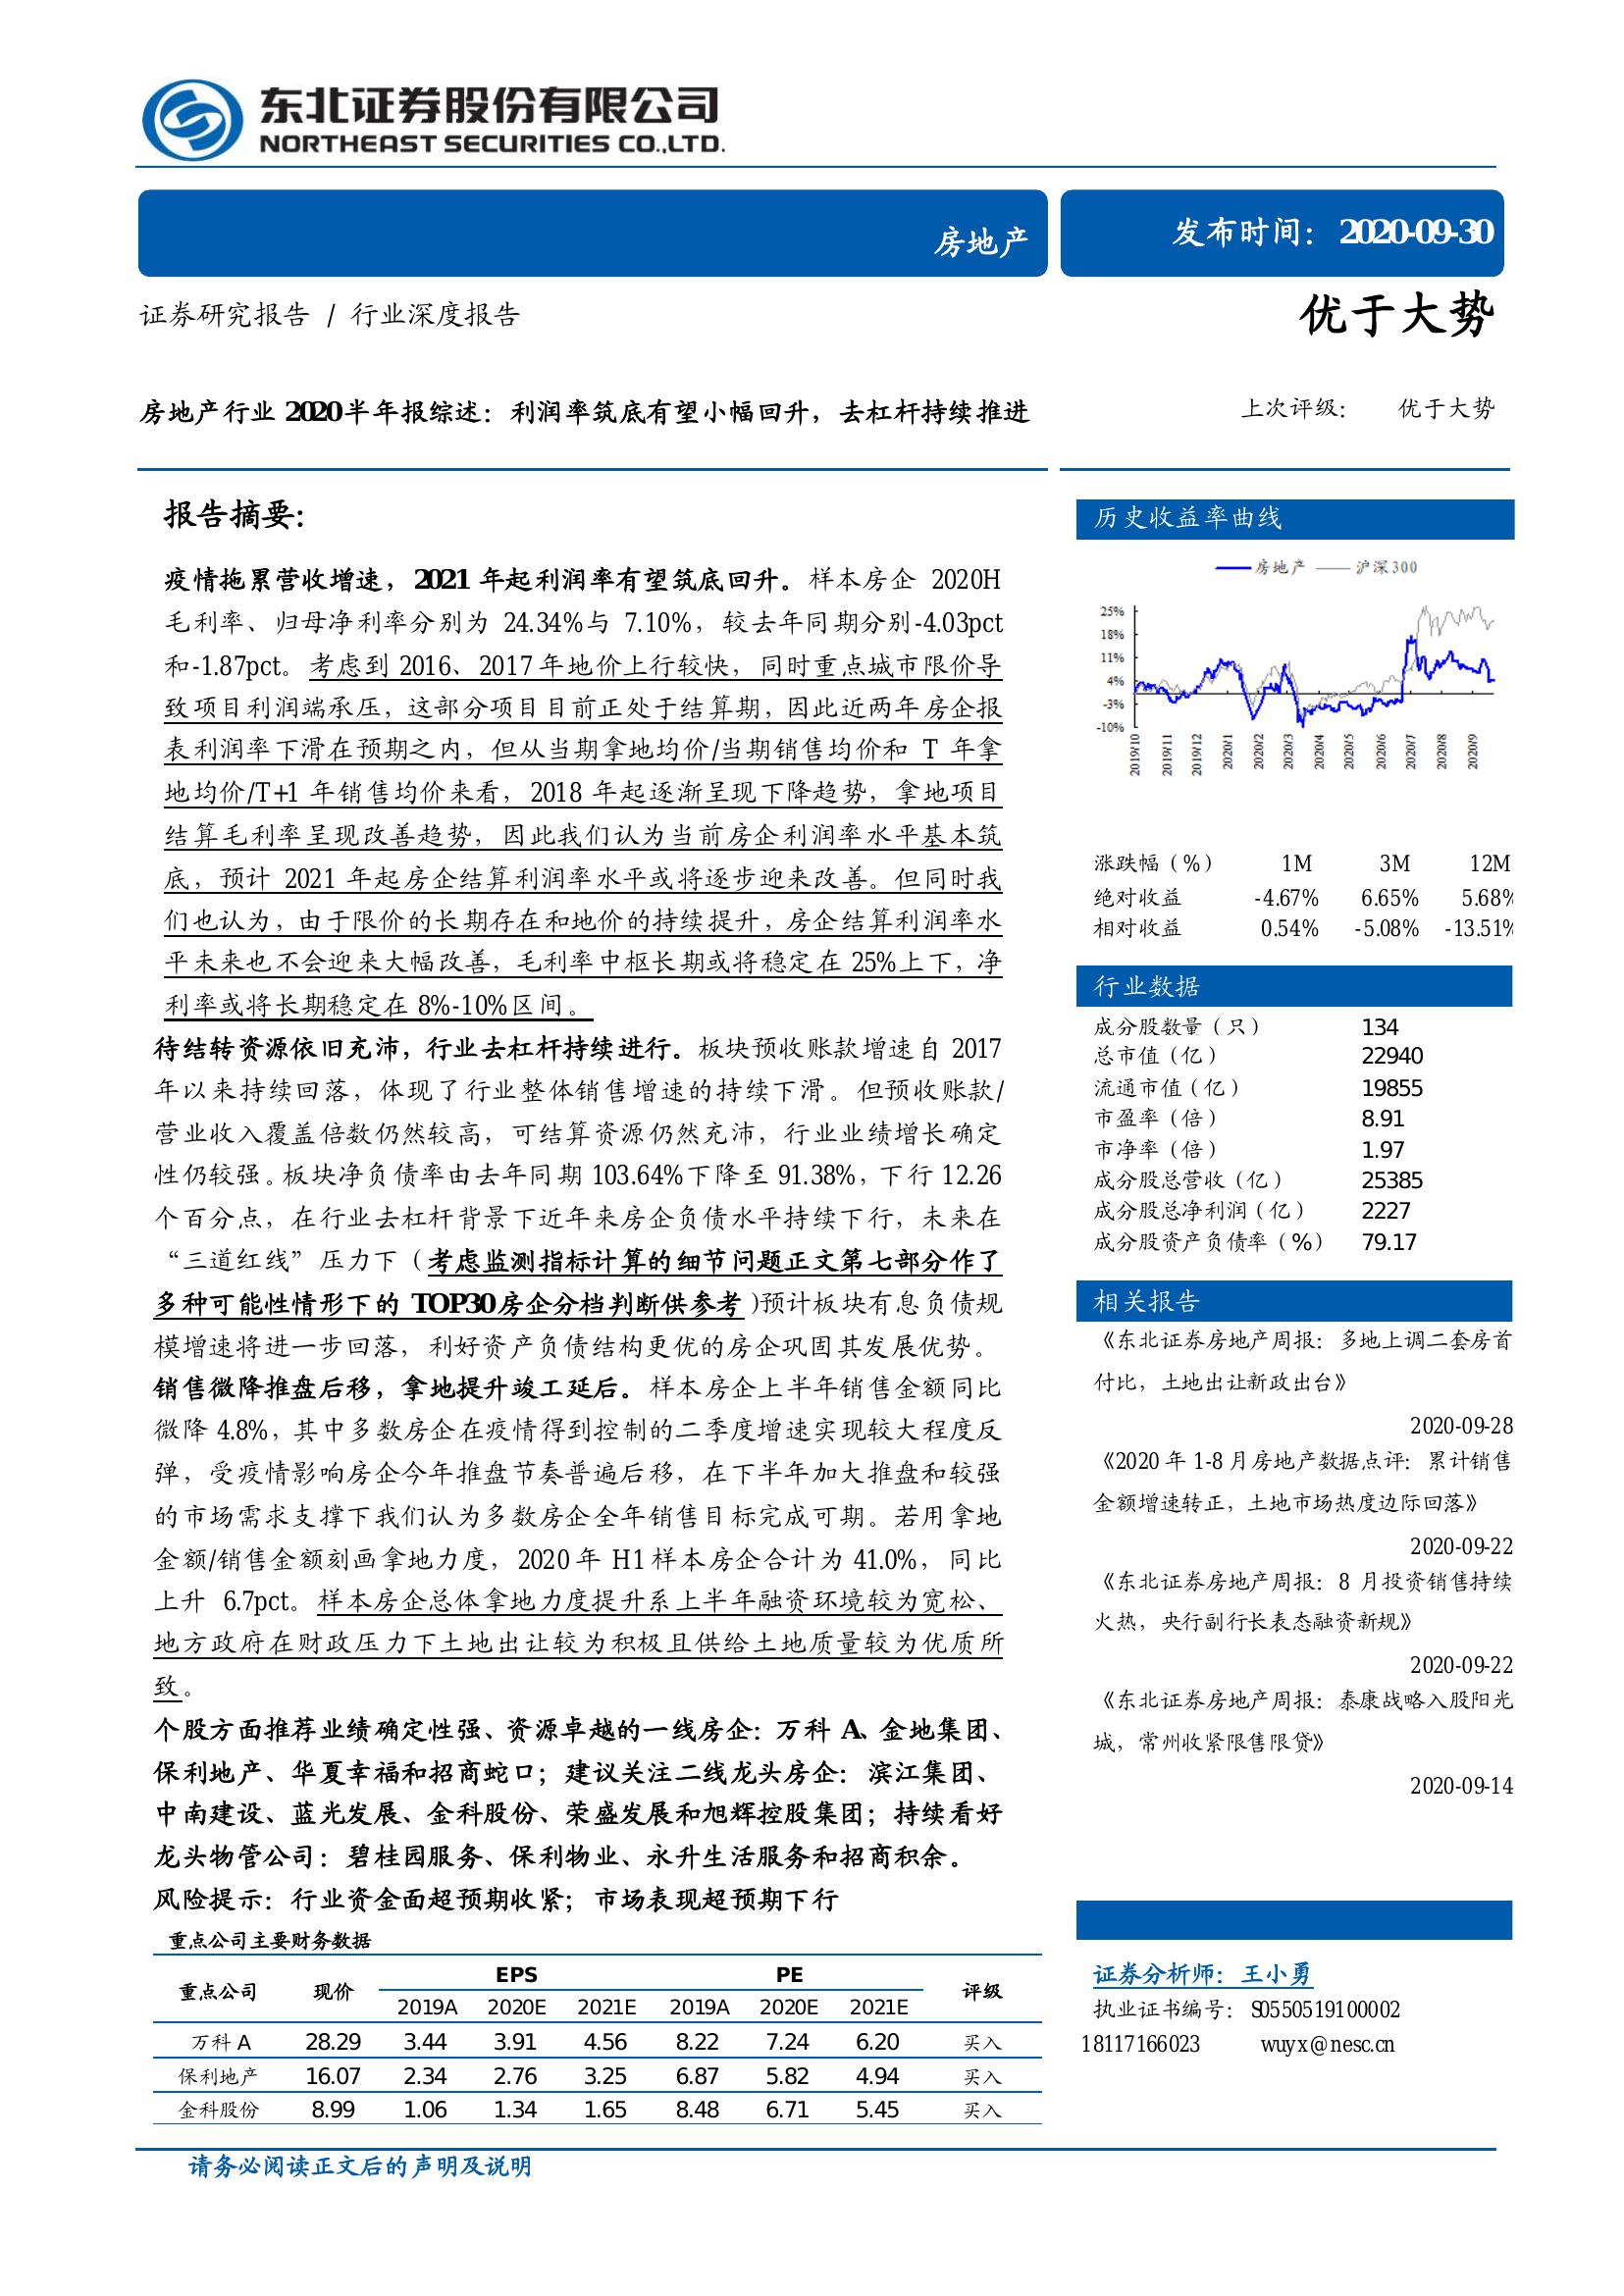 东北证券股份有限公司
NORTHEAST SECURITIES CO.,LTD.
房地产
发布时间：2020-09-30
证券研究报告 / 行业深度报告
优于大势
房地产行业 2020 半年报综述：利润率筑底有望小幅回升，去杠杆持续推进
上次评级： 优于大势
报告摘要：
疫情拖累营收增速，2021 年起利润率有望筑底回升。样本房企 2020H
毛利率、归母净利率分别为 24.34%与 7.10%，较去年同期分别-4.03pct
和-1.87pct。考虑到 2016、2017 年地价上行较快，同时重点城市限价导
致项目利润端承压，这部分项目目前正处于结算期，因此近两年房企报
表利润率下滑在预期之内，但从当期拿地均价/当期销售均价和 T 年拿
地均价/T+1 年销售均价来看，2018 年起逐渐呈现下降趋势，拿地项目
结算毛利率呈现改善趋势，因此我们认为当前房企利润率水平基本筑
底，预计 2021 年起房企结算利润率水平或将逐步迎来改善。但同时我
们也认为，由于限价的长期存在和地价的持续提升，房企结算利润率水
平未来也不会迎来大幅改善，毛利率中枢长期或将稳定在 25%上下，净
利率或将长期稳定在 8%-10%区间。
待结转资源依旧充沛，行业去杠杆持续进行。板块预收账款增速自 2017
年以来持续回落，体现了行业整体销售增速的持续下滑。但预收账款/
营业收入覆盖倍数仍然较高，可结算资源仍然充沛，行业业绩增长确定
性仍较强。板块净负债率由去年同期 103.64%下降至 91.38%，下行 12.26
个百分点，在行业去杠杆背景下近年来房企负债水平持续下行，未来在
“三道红线”压力下（考虑监测指标计算的细节问题正文第七部分作了
多种可能性情形下的 TOP30 房企分档判断供参考)预计板块有息负债规
模增速将进一步回落，利好资产负债结构更优的房企巩固其发展优势。
销售微降推盘后移，拿地提升竣工延后。样本房企上半年销售金额同比
微降 4.8%，其中多数房企在疫情得到控制的二季度增速实现较大程度反
弹，受疫情影响房企今年推盘节奏普遍后移，在下半年加大推盘和较强
的市场需求支撑下我们认为多数房企全年销售目标完成可期。若用拿地
金额/销售金额刻画拿地力度，2020 年 H1 样本房企合计为 41.0%，同比
上升 6.7pct。样本房企总体拿地力度提升系上半年融资环境较为宽松、
地方政府在财政压力下土地出让较为积极且供给土地质量较为优质所
致。
个股方面推荐业绩确定性强、资源卓越的一线房企：万科 A、金地集团、
保利地产、华夏幸福和招商蛇口；建议关注二线龙头房企：滨江集团、
中南建设、蓝光发展、金科股份、荣盛发展和旭辉控股集团；持续看好
龙头物管公司：碧桂园服务、保利物业、永升生活服务和招商积余。
风险提示：行业资金面超预期收紧；市场表现超预期下行
重点公司主要财务数据
重点公司 现价 EPS PE 评级
2019A 2020E 2021E 2019A 2020E 2021E
万科 A 28.29 3.44 3.91 4.56 8.22 7.24 6.20 买入
保利地产 16.07 2.34 2.76 3.25 6.87 5.82 4.94 买入
金科股份 8.99 1.06 1.34 1.65 8.48 6.71 5.45 买入
历史收益率曲线
房地产 沪深300
25%
18%
11%
4%
-3%
-10%
2019/10 2019/11 2019/12 2020/1 2020/2 2020/3 2020/4 2020/5 2020/6 2020/7 2020/8 2020/9
涨跌幅（%） 1M 3M 12M
绝对收益 -4.67% 6.65% 5.68%
相对收益 0.54% -5.08% -13.51%
行业数据
成分股数量（只） 134
总市值（亿） 22940
流通市值（亿） 19855
市盈率（倍） 8.91
市净率（倍） 1.97
成分股总营收（亿） 25385
成分股总净利润（亿） 2227
成分股资产负债率（%） 79.17
相关报告
《东北证券房地产周报：多地上调二套房首
付比，土地出让新政出台》
2020-09-28
《2020 年 1-8 月房地产数据点评：累计销售
金额增速转正，土地市场热度边际回落》
2020-09-22
《东北证券房地产周报：8 月投资销售持续
火热，央行副行长表态融资新规》
2020-09-22
《东北证券房地产周报：泰康战略入股阳光
城，常州收紧限售限贷》
2020-09-14
证券分析师：王小勇
执业证书编号：S0550519100002
18117166023 wuyx@nesc.cn
请务必阅读正文后的声明及说明